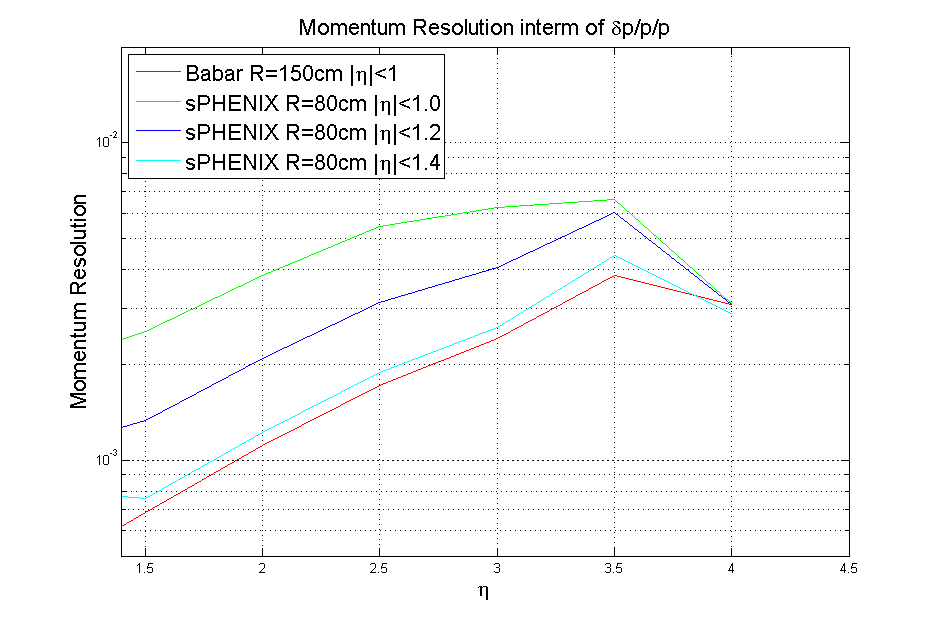 Momentum Resolution interm of δp/p/p
Babar R=150cm |η|<1
sPHENIX R=80cm |η|<1.0
sPHENIX R=80cm |η|<1.2
sPHENIX R=80cm |η|<1.4
Momentum Resolution
10^-2
10^-3
1.5 2 2.5 3 3.5 4 4.5
η